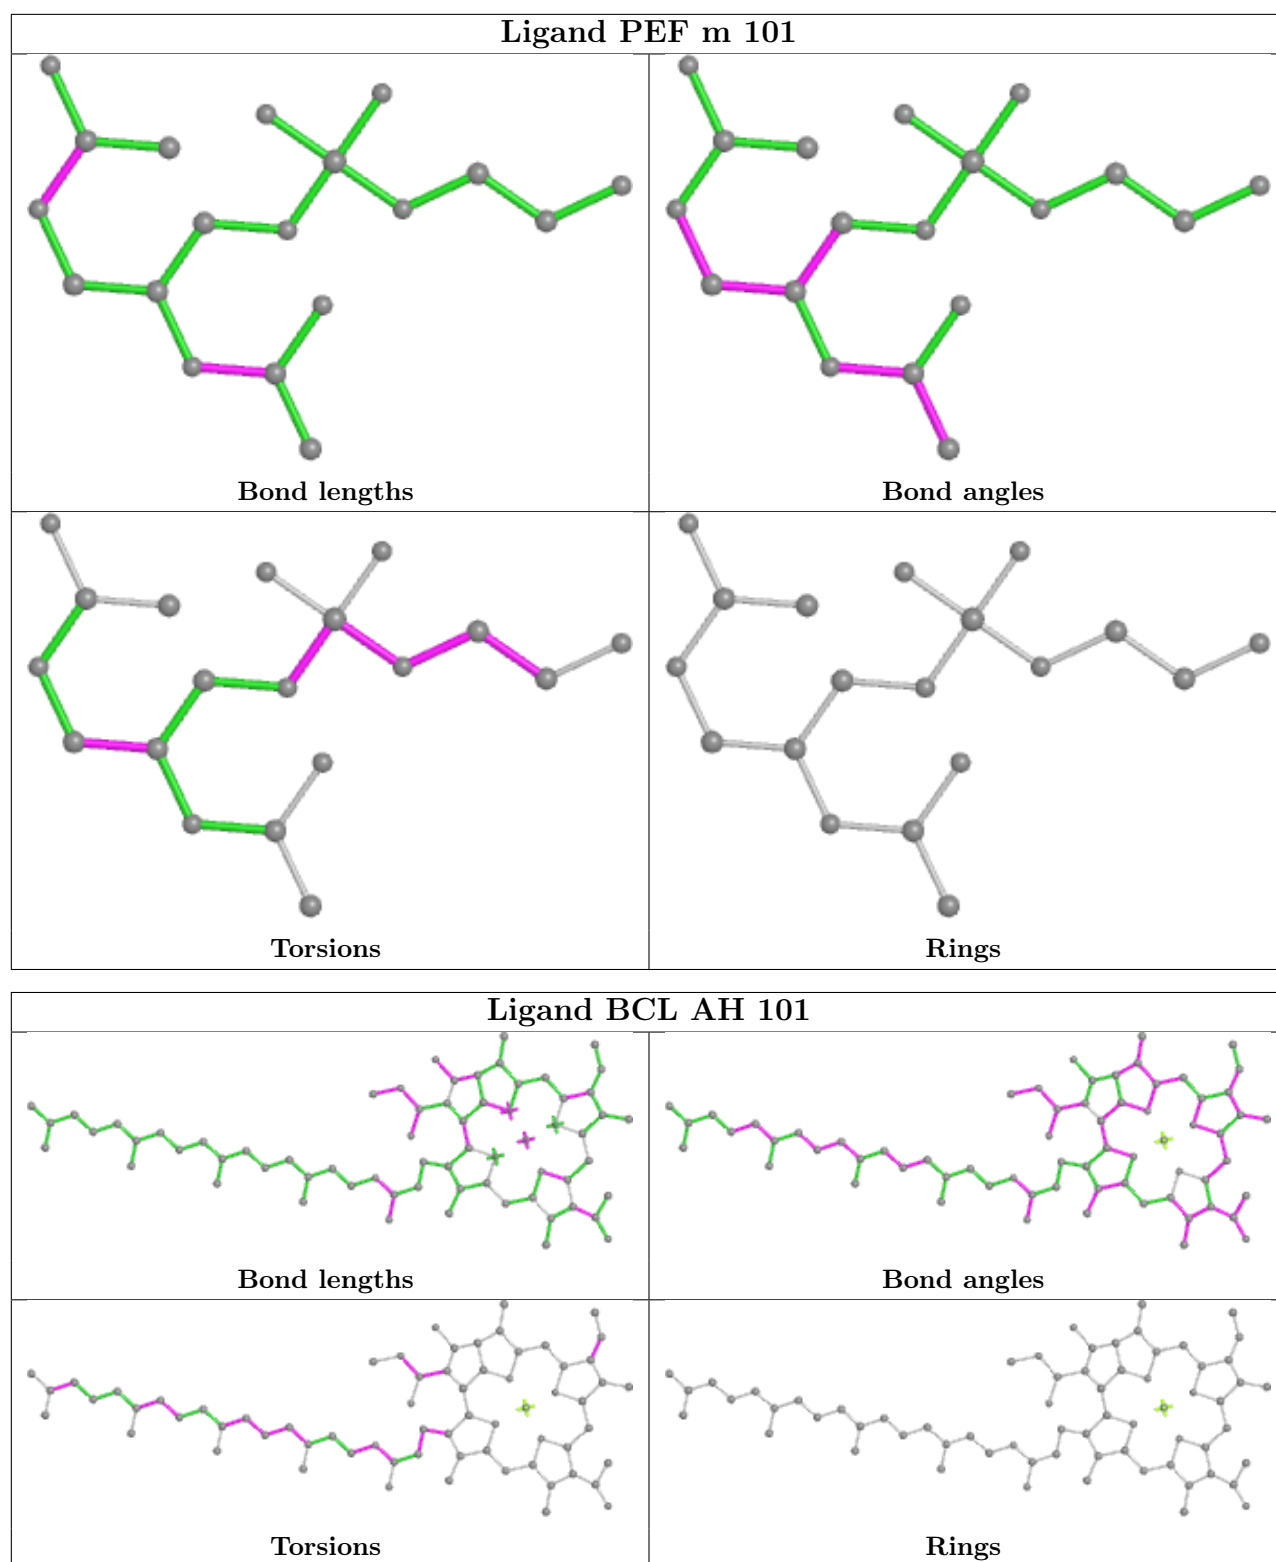 Ligand PEF m 101
Bond lengths
Bond angles
Torsions
Rings
Ligand BCL AH 101
Bond lengths
Bond angles
Torsions
Rings